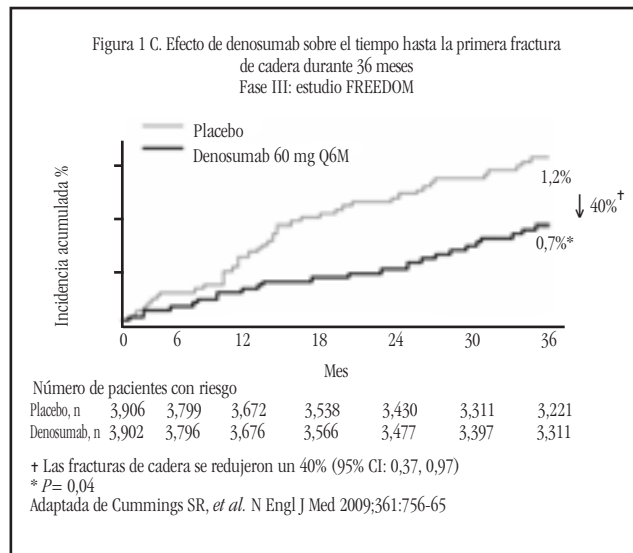 Figura 1 C. Efecto de denosumab sobre el tiempo hasta la primera fractura
de cadera durante 36 meses
Fase III: estudio FREEDOM
Placebo
Denosumab 60 mg Q6M
Incidencia acumulada %
1,2%
↓ 40%†
0,7%*
0 6 12 18 24 30 36
Mes
Número de pacientes con riesgo
Placebo, n 3,906 3,799 3,672 3,538 3,430 3,311 3,221
Denosumab, n 3,902 3,796 3,676 3,566 3,477 3,397 3,311
† Las fracturas de cadera se redujeron un 40% (95% CI: 0,37, 0,97)
* P= 0,04
Adaptada de Cummings SR, et al. N Engl J Med 2009;361:756-65